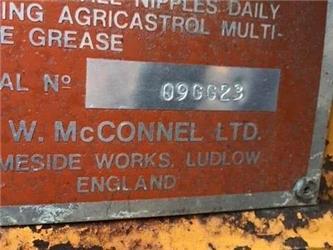 NIPPLES DAILY
ING AGRICASTROL MULTI-
E GREASE
AL Nº 09GG23
W. McCONNEL LTD.
MESIDE WORKS, LUDLOW
ENGLAND